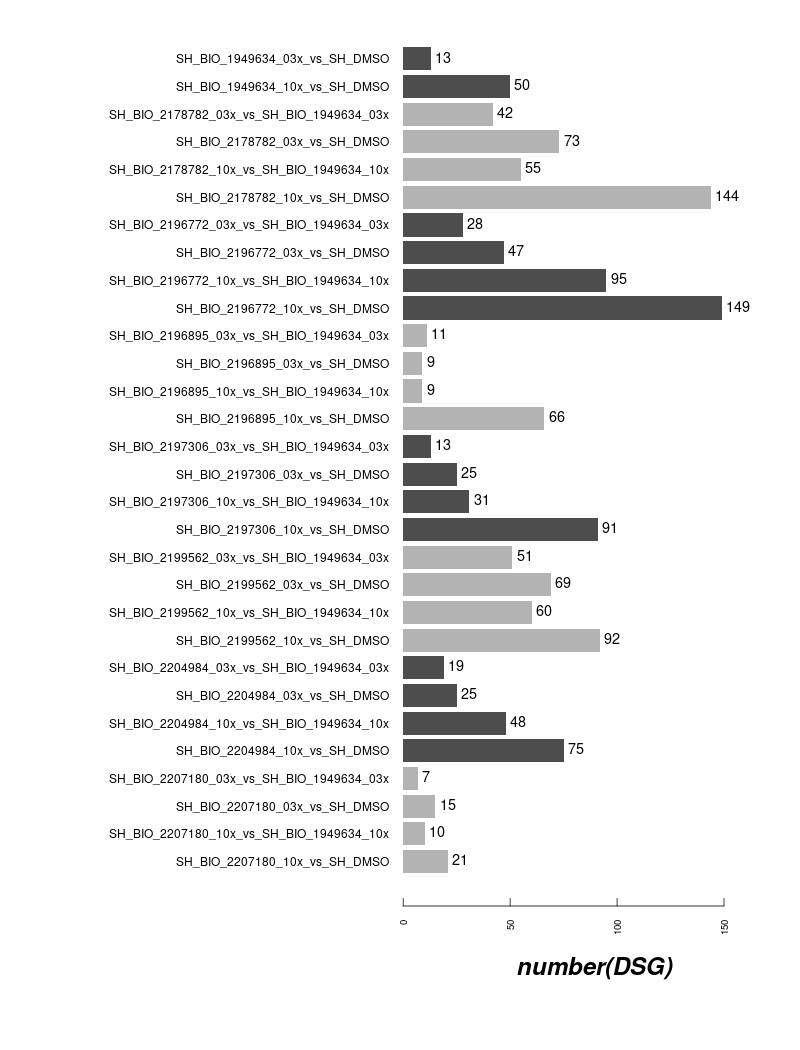 SH_BIO_1949634_03x_vs_SH_DMSO 13
SH_BIO_1949634_10x_vs_SH_DMSO 50
SH_BIO_2178782_03x_vs_SH_BIO_1949634_03x 42
SH_BIO_2178782_03x_vs_SH_DMSO 73
SH_BIO_2178782_10x_vs_SH_BIO_1949634_10x 55
SH_BIO_2178782_10x_vs_SH_DMSO 144
SH_BIO_2196772_03x_vs_SH_BIO_1949634_03x 28
SH_BIO_2196772_03x_vs_SH_DMSO 47
SH_BIO_2196772_10x_vs_SH_BIO_1949634_10x 95
SH_BIO_2196772_10x_vs_SH_DMSO 149
SH_BIO_2196895_03x_vs_SH_BIO_1949634_03x 11
SH_BIO_2196895_03x_vs_SH_DMSO 9
SH_BIO_2196895_10x_vs_SH_BIO_1949634_10x 9
SH_BIO_2196895_10x_vs_SH_DMSO 66
SH_BIO_2197306_03x_vs_SH_BIO_1949634_03x 13
SH_BIO_2197306_03x_vs_SH_DMSO 25
SH_BIO_2197306_10x_vs_SH_BIO_1949634_10x 31
SH_BIO_2197306_10x_vs_SH_DMSO 91
SH_BIO_2199562_03x_vs_SH_BIO_1949634_03x 51
SH_BIO_2199562_03x_vs_SH_DMSO 69
SH_BIO_2199562_10x_vs_SH_BIO_1949634_10x 60
SH_BIO_2199562_10x_vs_SH_DMSO 92
SH_BIO_2204984_03x_vs_SH_BIO_1949634_03x 19
SH_BIO_2204984_03x_vs_SH_DMSO 25
SH_BIO_2204984_10x_vs_SH_BIO_1949634_10x 48
SH_BIO_2204984_10x_vs_SH_DMSO 75
SH_BIO_2207180_03x_vs_SH_BIO_1949634_03x 7
SH_BIO_2207180_03x_vs_SH_DMSO 15
SH_BIO_2207180_10x_vs_SH_BIO_1949634_10x 10
SH_BIO_2207180_10x_vs_SH_DMSO 21
0 50 100 150
number(DSG)